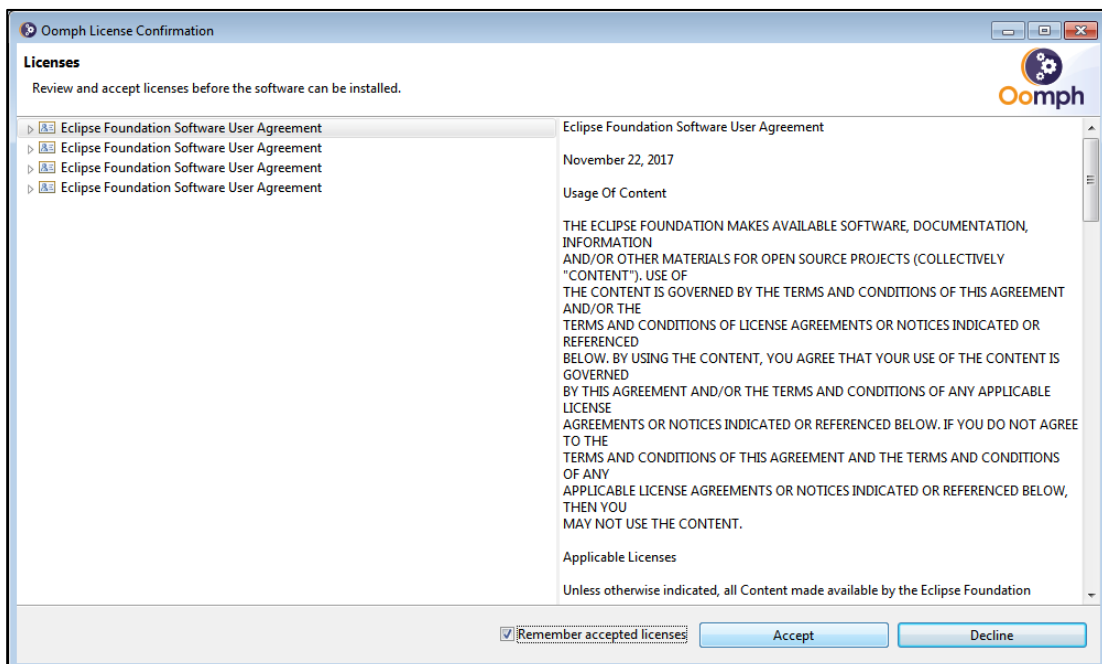 Oomph License Confirmation
Licenses
Review and accept licenses before the software can be installed.
Oomph
Eclipse Foundation Software User Agreement
Eclipse Foundation Software User Agreement
Eclipse Foundation Software User Agreement
Eclipse Foundation Software User Agreement
Eclipse Foundation Software User Agreement
November 22, 2017
Usage Of Content
THE ECLIPSE FOUNDATION MAKES AVAILABLE SOFTWARE, DOCUMENTATION,
INFORMATION
AND/OR OTHER MATERIALS FOR OPEN SOURCE PROJECTS (COLLECTIVELY
"CONTENT"). USE OF
THE CONTENT IS GOVERNED BY THE TERMS AND CONDITIONS OF THIS AGREEMENT
AND/OR THE
TERMS AND CONDITIONS OF LICENSE AGREEMENTS OR NOTICES INDICATED OR
REFERENCED
BELOW. BY USING THE CONTENT, YOU AGREE THAT YOUR USE OF THE CONTENT IS
GOVERNED
BY THIS AGREEMENT AND/OR THE TERMS AND CONDITIONS OF ANY APPLICABLE
LICENSE
AGREEMENTS OR NOTICES INDICATED OR REFERENCED BELOW. IF YOU DO NOT AGREE
TO THE
TERMS AND CONDITIONS OF THIS AGREEMENT AND THE TERMS AND CONDITIONS
OF ANY
APPLICABLE LICENSE AGREEMENTS OR NOTICES INDICATED OR REFERENCED BELOW,
THEN YOU
MAY NOT USE THE CONTENT.
Applicable Licenses
Unless otherwise indicated, all Content made available by the Eclipse Foundation
Remember accepted licenses
Accept
Decline